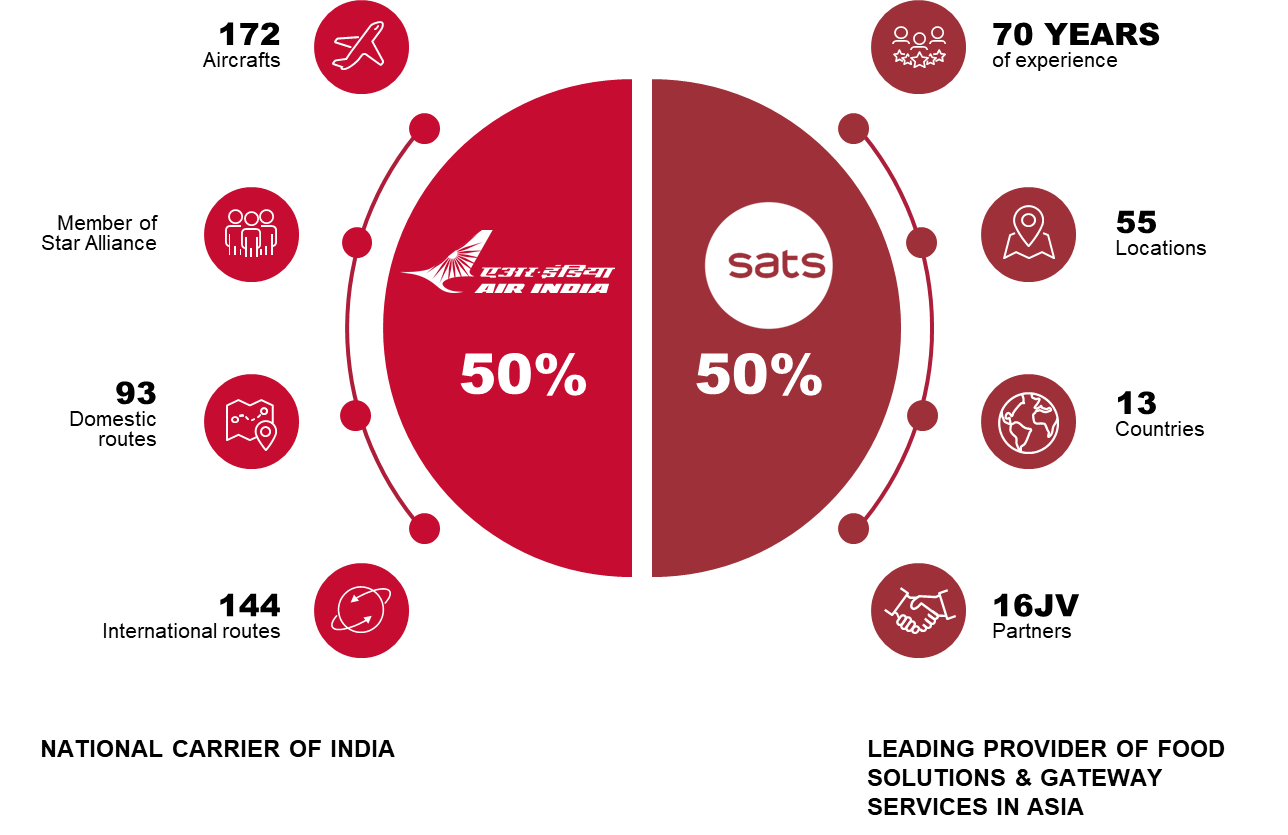 172
Aircrafts
Member of
Star Alliance
93
Domestic
routes
144
International routes
एअर-इंडिया
AIR INDIA
50%
sats
50%
70 YEARS
of experience
55
Locations
13
Countries
16JV
Partners
NATIONAL CARRIER OF INDIA
LEADING PROVIDER OF FOOD
SOLUTIONS & GATEWAY
SERVICES IN ASIA